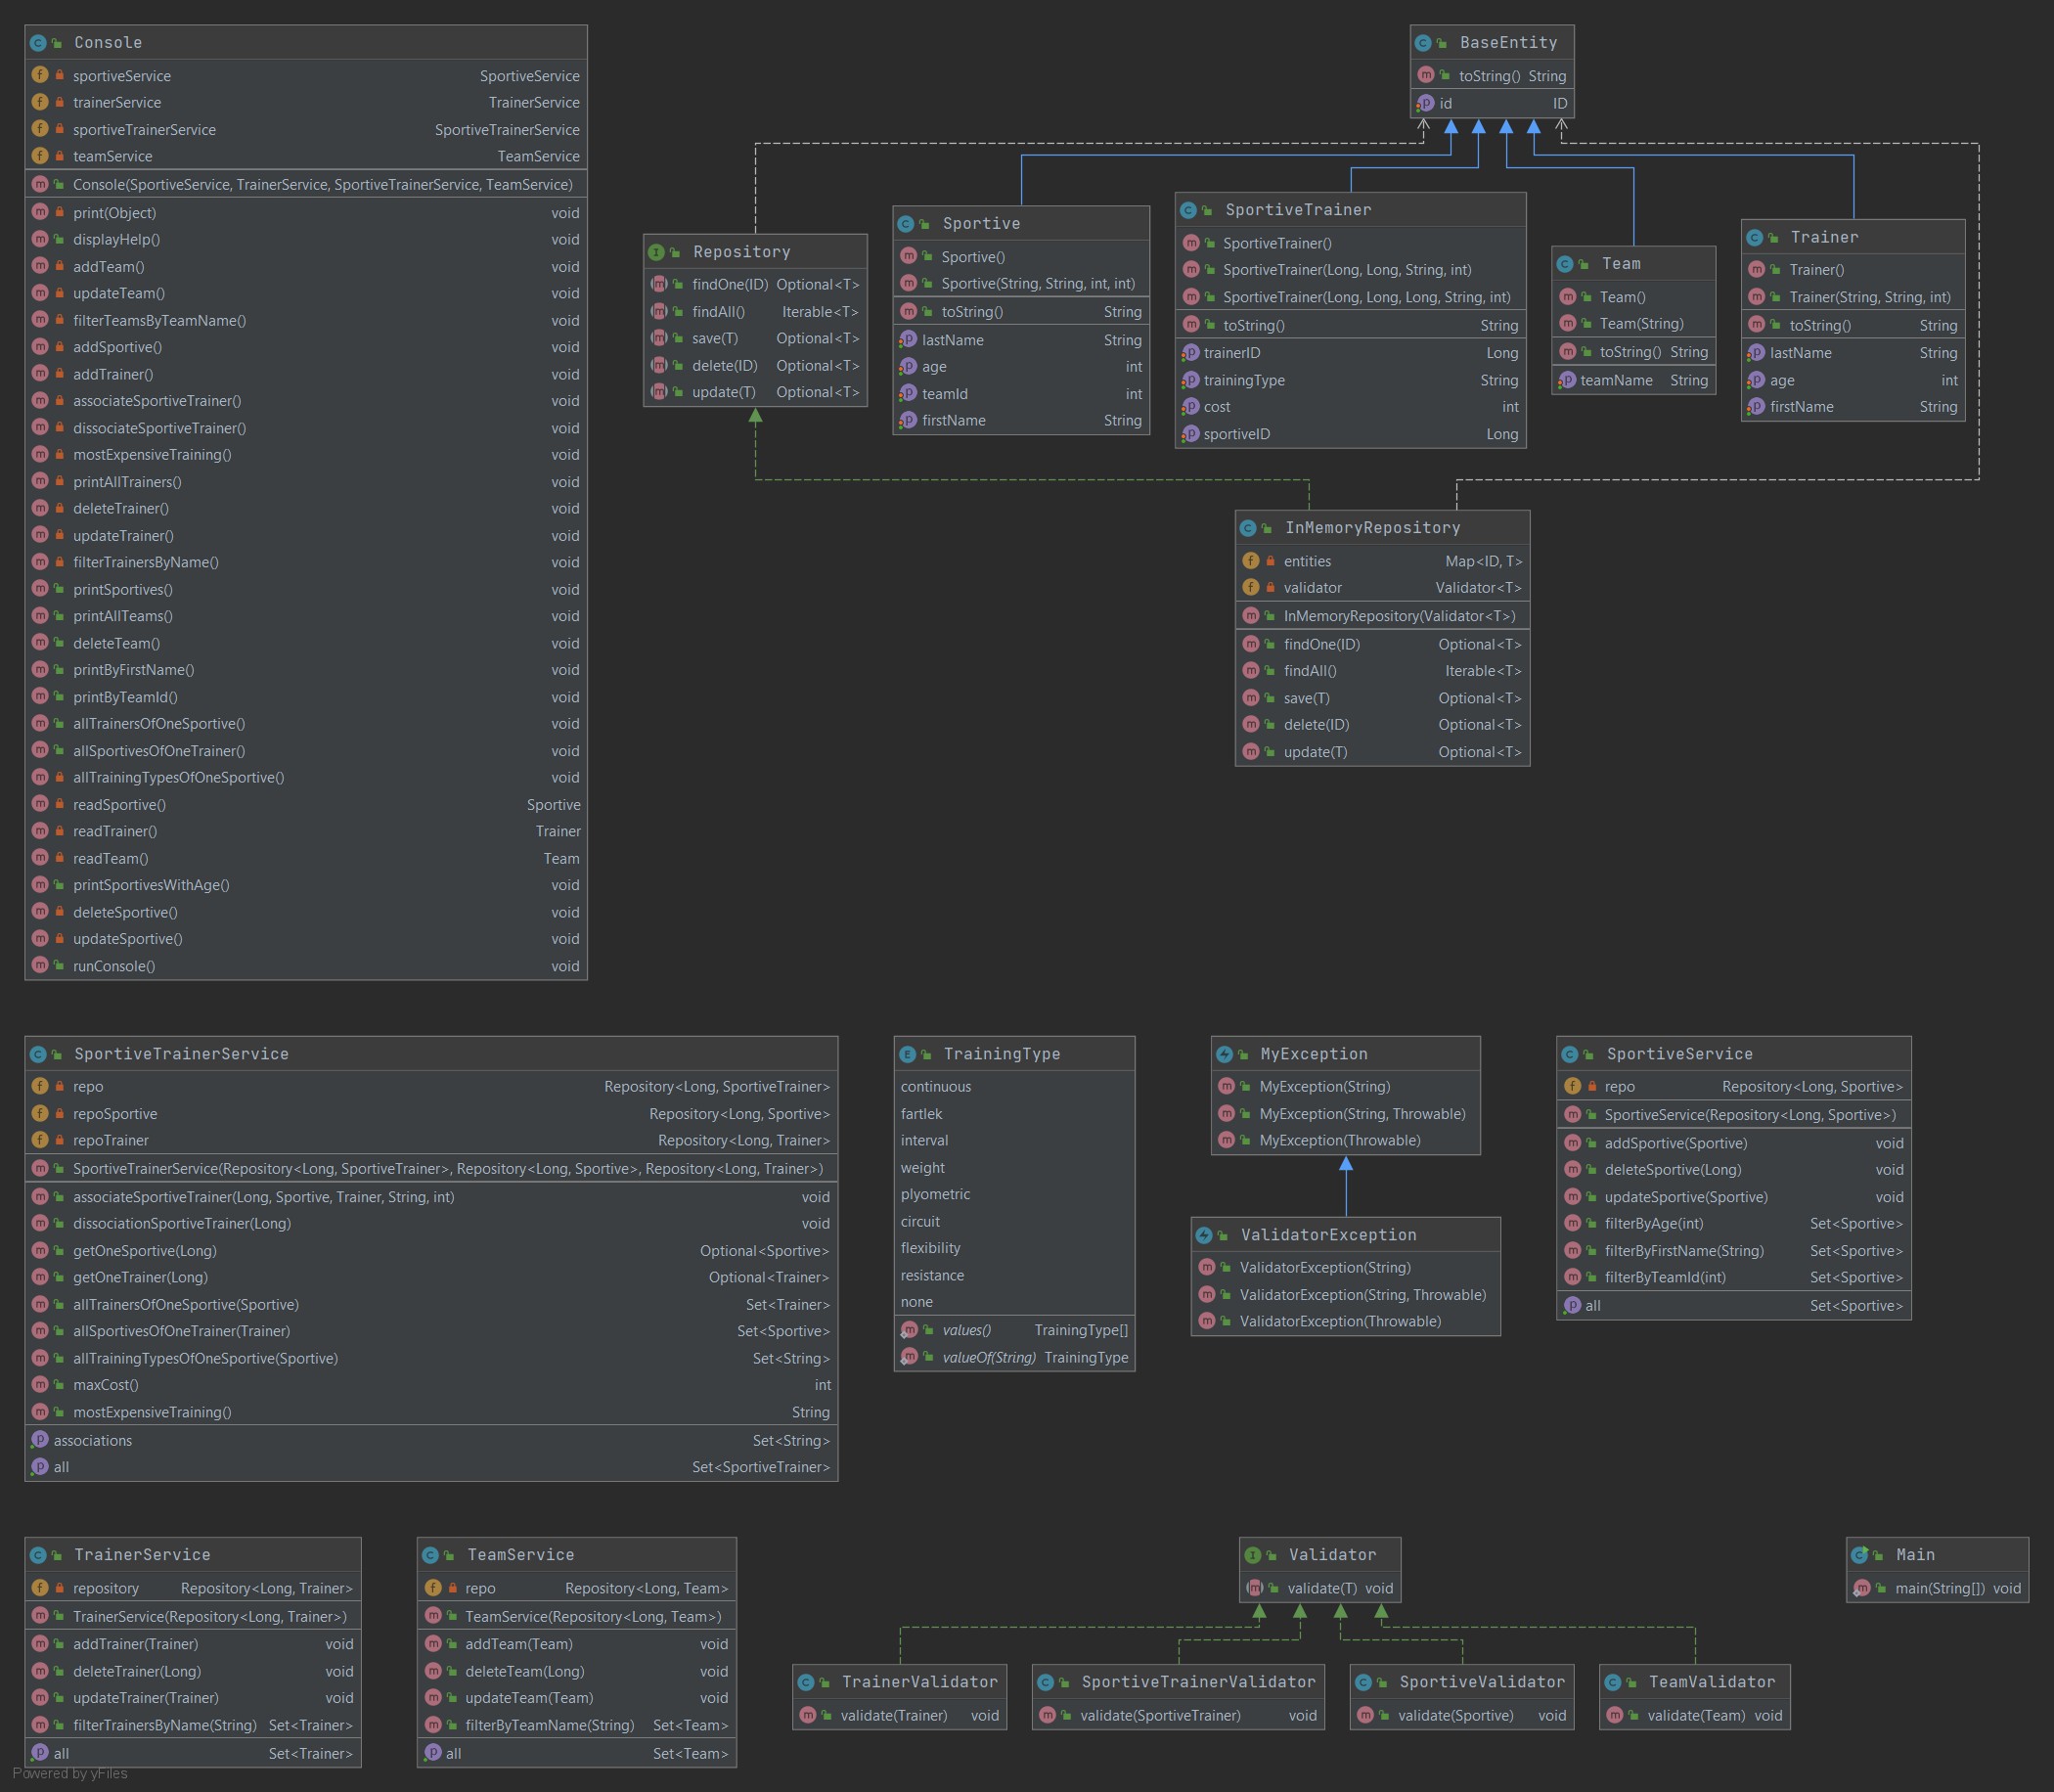 Console
sportiveService SportiveService
trainerService TrainerService
sportiveTrainerService SportiveTrainerService
teamService TeamService
Console(SportiveService, TrainerService, SportiveTrainerService, TeamService)
print(Object) void
displayHelp() void
addTeam() void
updateTeam() void
filterTeamsByTeamName() void
addSportive() void
addTrainer() void
associateSportiveTrainer() void
dissociateSportiveTrainer() void
mostExpensiveTraining() void
printAllTrainers() void
deleteTrainer() void
updateTrainer() void
filterTrainersByName() void
printSportives() void
printAllTeams() void
deleteTeam() void
printByFirstName() void
printByTeamId() void
allTrainersOfOneSportive() void
allSportivesOfOneTrainer() void
allTrainingTypesOfOneSportive() void
readSportive() Sportive
readTrainer() Trainer
readTeam() Team
printSportivesWithAge() void
deleteSportive() void
updateSportive() void
runConsole() void
BaseEntity
toString() String
id ID
Repository
findOne(ID) Optional<T>
findAll() Iterable<T>
save(T) Optional<T>
delete(ID) Optional<T>
update(T) Optional<T>
Sportive
Sportive()
Sportive(String, String, int, int)
toString() String
lastName String
age int
teamId int
firstName String
SportiveTrainer
SportiveTrainer()
SportiveTrainer(Long, Long, String, int)
SportiveTrainer(Long, Long, Long, String, int)
toString() String
trainerID Long
trainingType String
cost int
sportiveID Long
Team
Team()
Team(String)
toString() String
teamName String
Trainer
Trainer()
Trainer(String, String, int)
toString() String
lastName String
age int
firstName String
InMemoryRepository
entities Map<ID, T>
validator Validator<T>
InMemoryRepository(Validator<T>)
findOne(ID) Optional<T>
findAll() Iterable<T>
save(T) Optional<T>
delete(ID) Optional<T>
update(T) Optional<T>
SportiveTrainerService
repo Repository<Long, SportiveTrainer>
repoSportive Repository<Long, Sportive>
repoTrainer Repository<Long, Trainer>
SportiveTrainerService(Repository<Long, SportiveTrainer>, Repository<Long, Sportive>, Repository<Long, Trainer>)
associateSportiveTrainer(Long, Sportive, Trainer, String, int) void
dissociationSportiveTrainer(Long) void
getOneSportive(Long) Optional<Sportive>
getOneTrainer(Long) Optional<Trainer>
allTrainersOfOneSportive(Sportive) Set<Trainer>
allSportivesOfOneTrainer(Trainer) Set<Sportive>
allTrainingTypesOfOneSportive(Sportive) Set<String>
maxCost() int
mostExpensiveTraining() String
associations Set<String>
all Set<SportiveTrainer>
TrainingType
continuous
fartlek
interval
weight
plyometric
circuit
flexibility
resistance
none
values() TrainingType[]
valueOf(String) TrainingType
MyException
MyException(String)
MyException(String, Throwable)
MyException(Throwable)
ValidatorException
ValidatorException(String)
ValidatorException(String, Throwable)
ValidatorException(Throwable)
SportiveService
repo Repository<Long, Sportive>
SportiveService(Repository<Long, Sportive>)
addSportive(Sportive) void
deleteSportive(Long) void
updateSportive(Sportive) void
filterByAge(int) Set<Sportive>
filterByFirstName(String) Set<Sportive>
filterByTeamId(int) Set<Sportive>
all Set<Sportive>
TrainerService
repository Repository<Long, Trainer>
TrainerService(Repository<Long, Trainer>)
addTrainer(Trainer) void
deleteTrainer(Long) void
updateTrainer(Trainer) void
filterTrainersByName(String) Set<Trainer>
all Set<Trainer>
TeamService
repo Repository<Long, Team>
TeamService(Repository<Long, Team>)
addTeam(Team) void
deleteTeam(Long) void
updateTeam(Team) void
filterByTeamName(String) Set<Team>
all Set<Team>
Validator
validate(T) void
TrainerValidator
validate(Trainer) void
SportiveTrainerValidator
validate(SportiveTrainer) void
SportiveValidator
validate(Sportive) void
TeamValidator
validate(Team) void
Main
main(String[]) void
Powered by yFiles